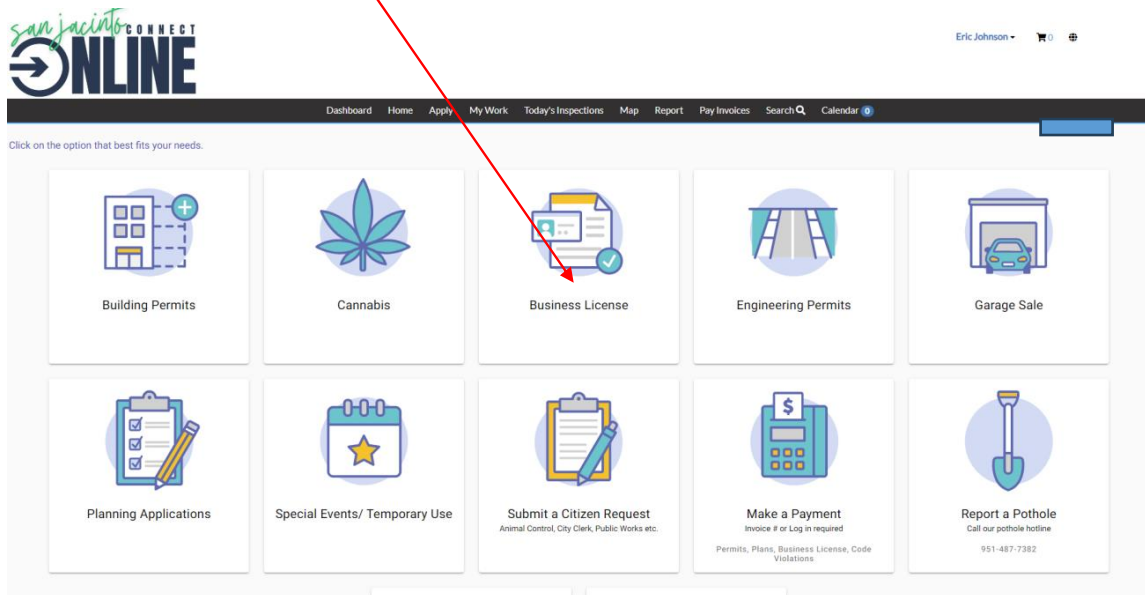 san jacinto CONNECT
ONLINE
Eric Johnson
0
Dashboard Home Apply My Work Today's Inspections Map Report Pay Invoices Search Calendar 0
Click on the option that best fits your needs.
Building Permits
Cannabis
Business License
Engineering Permits
Garage Sale
Planning Applications
Special Events/ Temporary Use
Submit a Citizen Request
Animal Control, City Clerk, Public Works etc.
Make a Payment
Invoice # or Log in required
Permits, Plans, Business License, Code
Violations
Report a Pothole
Call our pothole hotline
951-487-7382